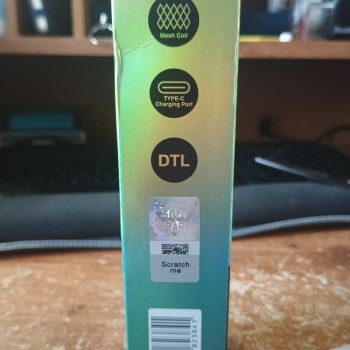 Mesh Coil
TYPE-C
Charging Port
DTL
Scratch
me